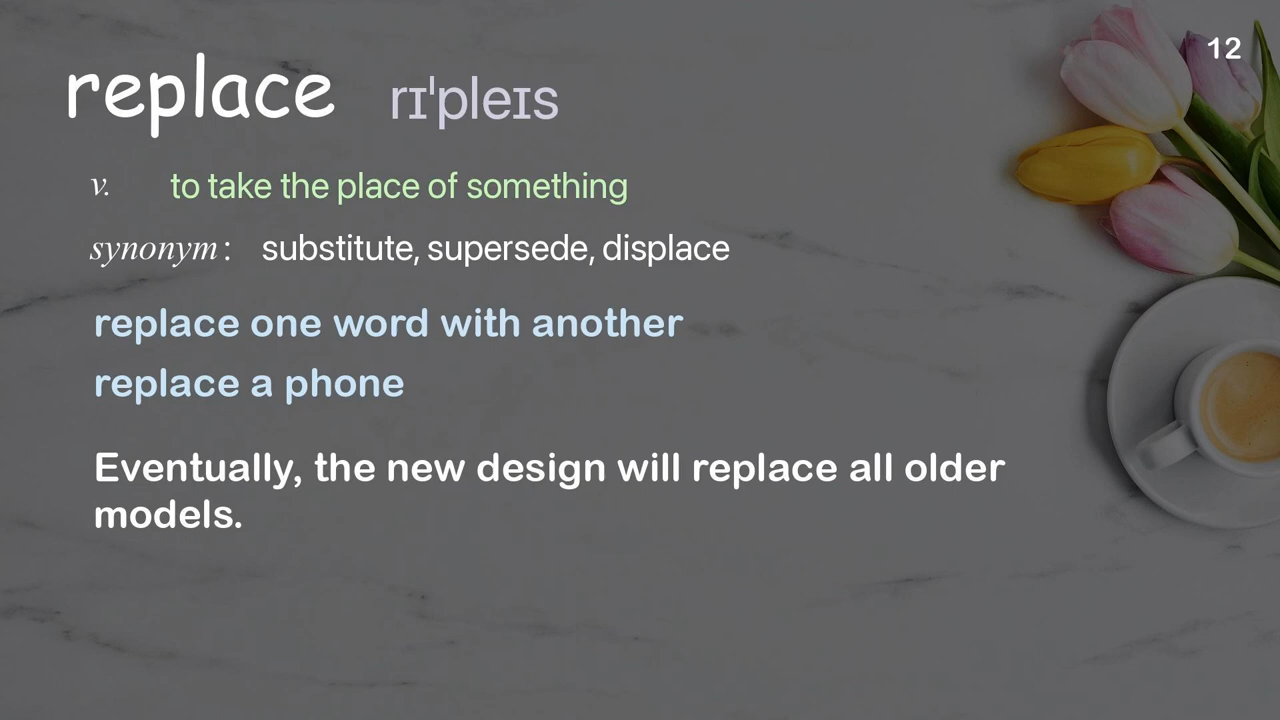 12
replace rɪˈpleɪs
v. to take the place of something
synonym: substitute, supersede, displace
replace one word with another
replace a phone
Eventually, the new design will replace all older
models.